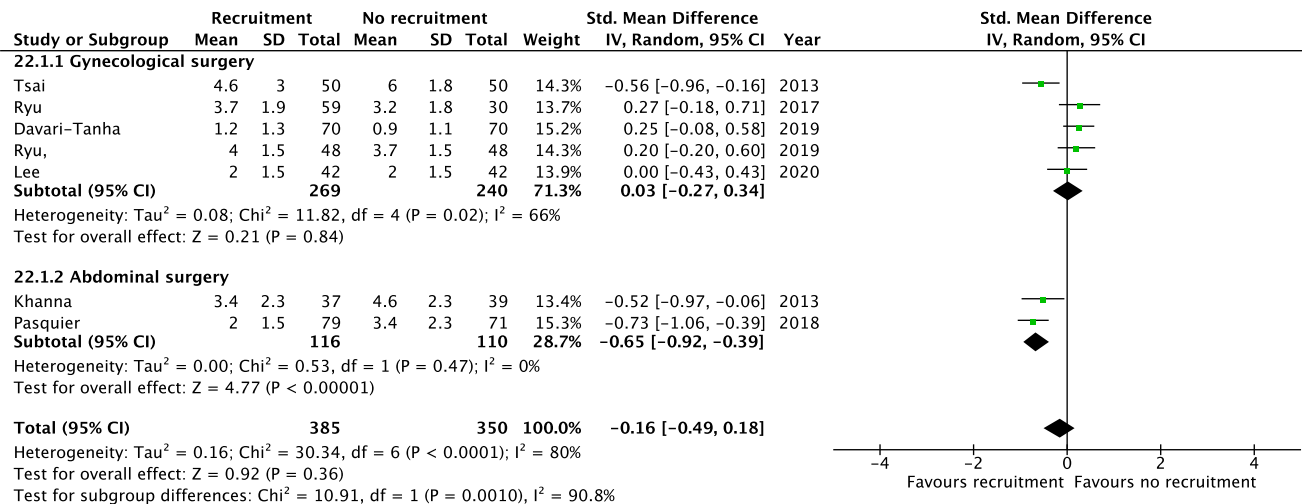 Recruitment No recruitment Std. Mean Difference Std. Mean Difference
Study or Subgroup Mean SD Total Mean SD Total Weight IV, Random, 95% CI Year IV, Random, 95% CI
22.1.1 Gynecological surgery
Tsai 4.6 3 50 6 1.8 50 14.3% −0.56 [−0.96, −0.16] 2013
Ryu 3.7 1.9 59 3.2 1.8 30 13.7% 0.27 [−0.18, 0.71] 2017
Davari−Tanha 1.2 1.3 70 0.9 1.1 70 15.2% 0.25 [−0.08, 0.58] 2019
Ryu, 4 1.5 48 3.7 1.5 48 14.3% 0.20 [−0.20, 0.60] 2019
Lee 2 1.5 42 2 1.5 42 13.9% 0.00 [−0.43, 0.43] 2020
Subtotal (95% CI) 269 240 71.3% 0.03 [−0.27, 0.34]
Heterogeneity: Tau² = 0.08; Chi² = 11.82, df = 4 (P = 0.02); I² = 66%
Test for overall effect: Z = 0.21 (P = 0.84)
22.1.2 Abdominal surgery
Khanna 3.4 2.3 37 4.6 2.3 39 13.4% −0.52 [−0.97, −0.06] 2013
Pasquier 2 1.5 79 3.4 2.3 71 15.3% −0.73 [−1.06, −0.39] 2018
Subtotal (95% CI) 116 110 28.7% −0.65 [−0.92, −0.39]
Heterogeneity: Tau² = 0.00; Chi² = 0.53, df = 1 (P = 0.47); I² = 0%
Test for overall effect: Z = 4.77 (P < 0.00001)
Total (95% CI) 385 350 100.0% −0.16 [−0.49, 0.18]
Heterogeneity: Tau² = 0.16; Chi² = 30.34, df = 6 (P < 0.0001); I² = 80%
Test for overall effect: Z = 0.92 (P = 0.36)
Test for subgroup differences: Chi² = 10.91, df = 1 (P = 0.0010), I² = 90.8%
−4 −2 0 2 4
Favours recruitment Favours no recruitment